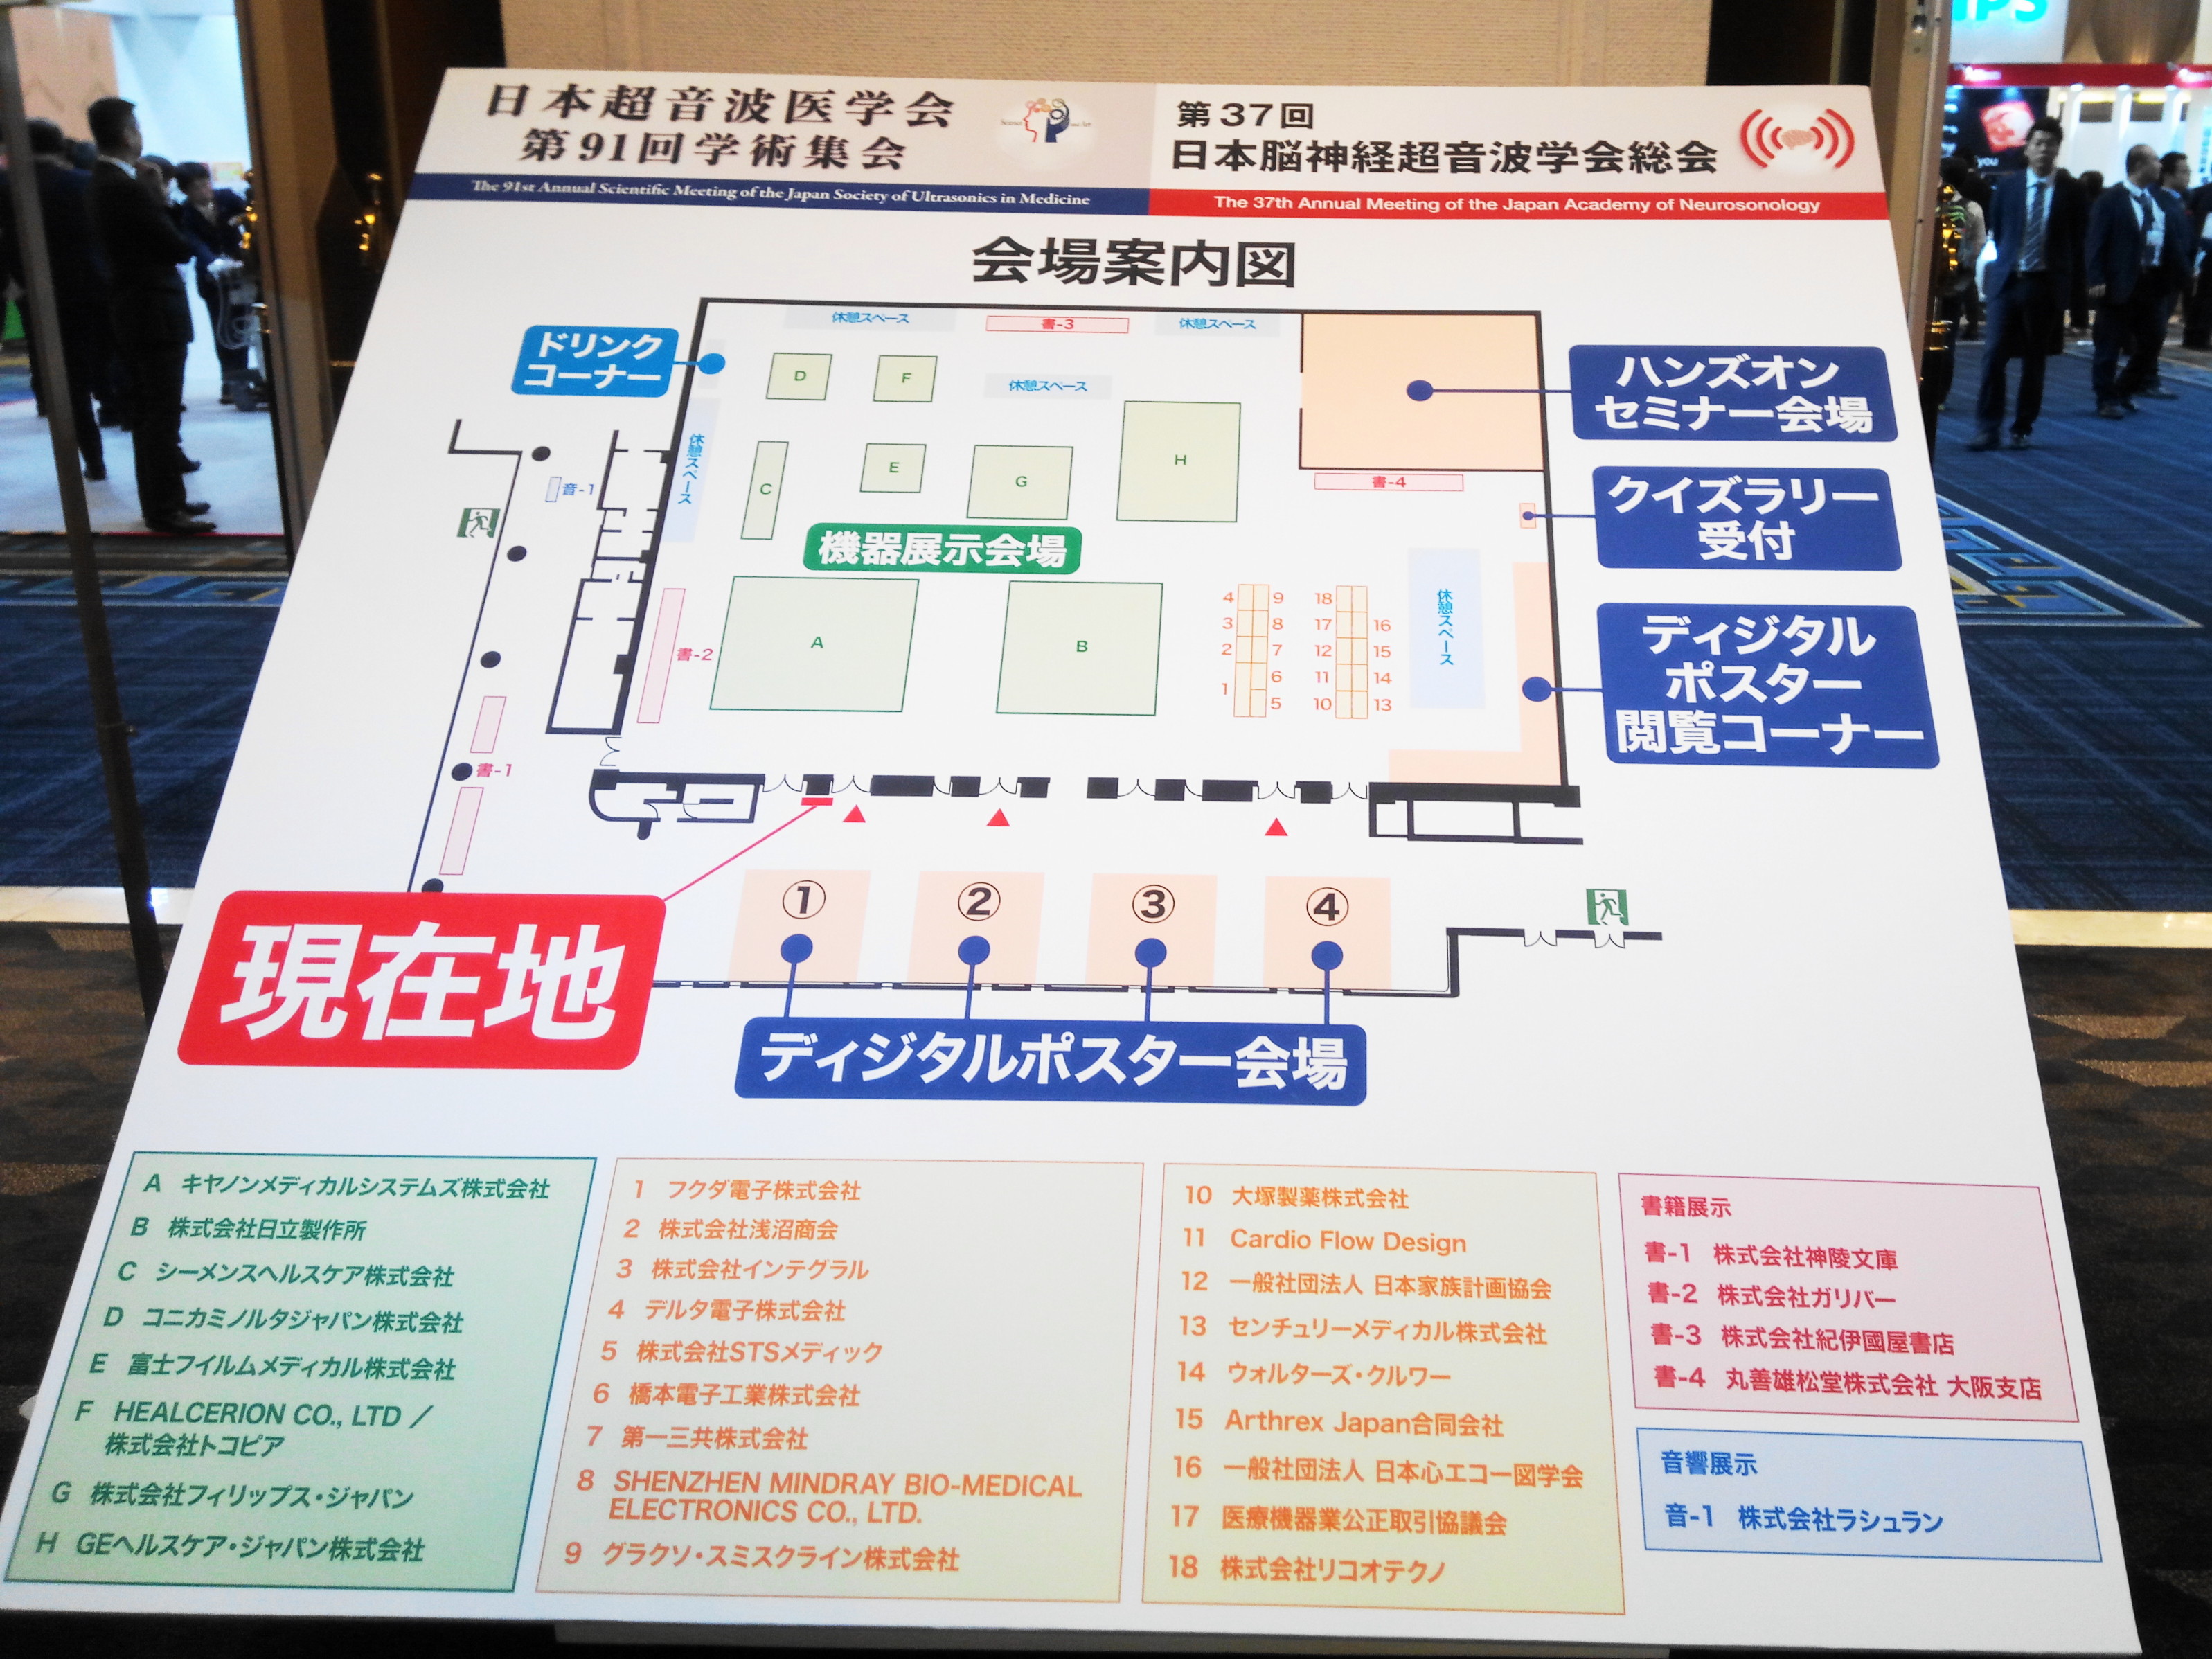 日本超音波医学会
第91回学術集会
The 91st Annual Scientific Meeting of the Japan Society of Ultrasonics in Medicine
第37回
日本脳神経超音波学会総会
The 37th Annual Meeting of the Japan Academy of Neurosonology
会場案内図
ドリンク
コーナー
休憩スペース
書-3
休憩スペース
休憩スペース
休憩スペース
D
F
C
E
G
H
音-1
ハンズオン
セミナー会場
書-4
クイズラリー
受付
機器展示会場
書-2
A
B
4 9 18
3 8 17 16
2 7 12 15
6 11 14
1
5 10 13
休憩スペース
ディジタル
ポスター
閲覧コーナー
書-1
現在地
① ② ③ ④
ディジタルポスター会場
A キヤノンメディカルシステムズ株式会社
B 株式会社日立製作所
C シーメンスヘルスケア株式会社
D コニカミノルタジャパン株式会社
E 富士フイルムメディカル株式会社
F HEALCERION CO., LTD ／
株式会社トコピア
G 株式会社フィリップス・ジャパン
H GEヘルスケア・ジャパン株式会社
1 フクダ電子株式会社
2 株式会社浅沼商会
3 株式会社インテグラル
4 デルタ電子株式会社
5 株式会社STSメディック
6 橋本電子工業株式会社
7 第一三共株式会社
8 SHENZHEN MINDRAY BIO-MEDICAL
ELECTRONICS CO., LTD.
9 グラクソ・スミスクライン株式会社
10 大塚製薬株式会社
11 Cardio Flow Design
12 一般社団法人 日本家族計画協会
13 センチュリーメディカル株式会社
14 ウォルターズ・クルワー
15 Arthrex Japan合同会社
16 一般社団法人 日本心エコー図学会
17 医療機器業公正取引協議会
18 株式会社リコオテクノ
書籍展示
書-1 株式会社神陵文庫
書-2 株式会社ガリバー
書-3 株式会社紀伊國屋書店
書-4 丸善雄松堂株式会社 大阪支店
音響展示
音-1 株式会社ラシュラン
you